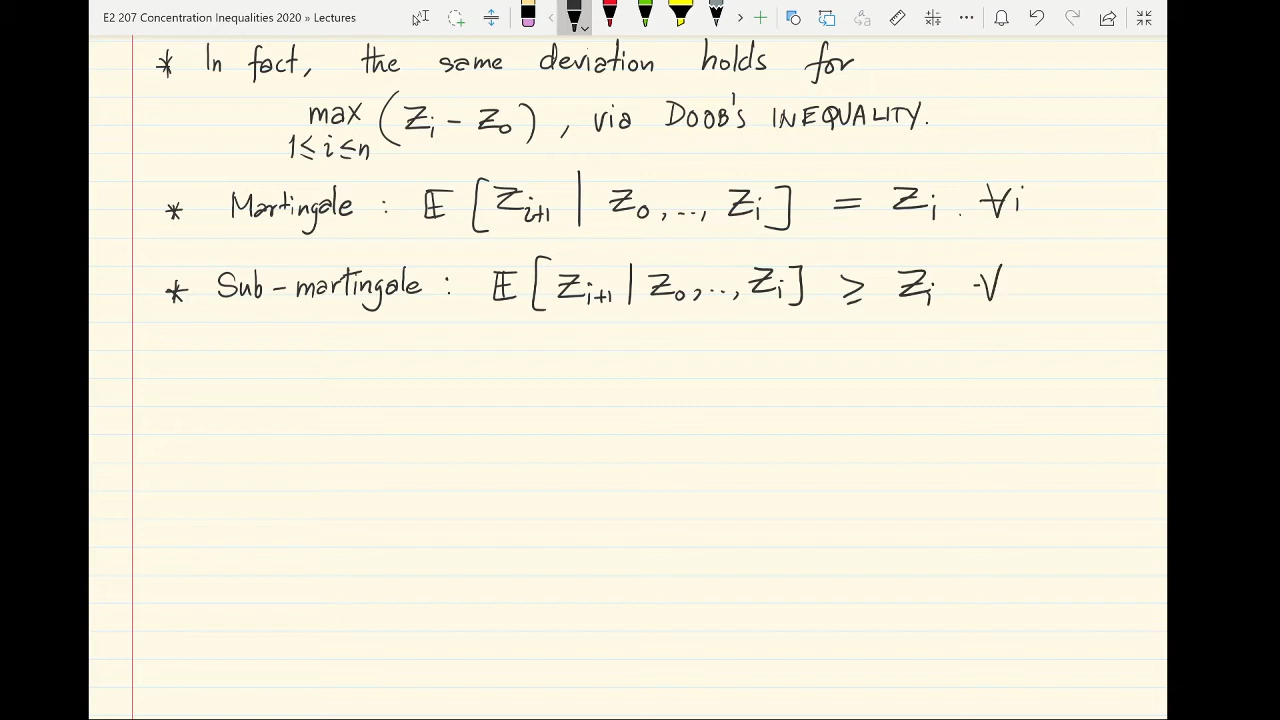 E2 207 Concentration Inequalities 2020 » Lectures
* In fact, the same deviation holds for
max (Z_i - Z_0), via DOOB'S INEQUALITY.
1≤i≤n
* Martingale : 𝔼 [Z_{i+1} | Z_0, ..., Z_i] = Z_i. ∀i
* Sub-martingale : 𝔼 [Z_{i+1} | Z_0, ..., Z_i] ≥ Z_i ∀